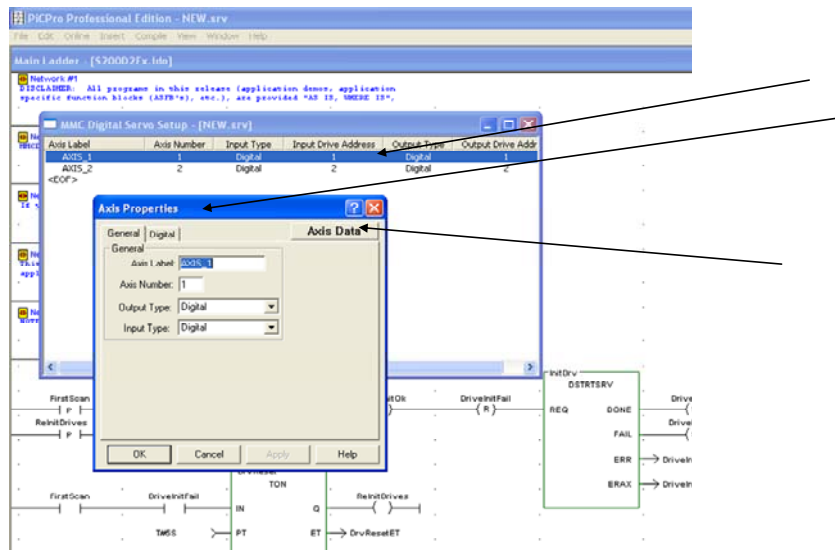 PiCPro Professional Edition - NEW.srv
File Edit Online Insert Compile View Window Help
Main Ladder - [S200D2Ex.ldo]
Network #1
DISCLAIMER: All programs in this release (application demos, application
specific function blocks (ASFB's), etc.), are provided "AS IS, WHERE IS",
MMC Digital Servo Setup - [NEW.srv]
Axis Label Axis Number Input Type Input Drive Address Output Type Output Drive Addr
AXIS_1 1 Digital 1 Digital 1
AXIS_2 2 Digital 2 Digital 2
<EOF>
Axis Properties
General Digital Axis Data
General
Axis Label: AXIS_1
Axis Number: 1
Output Type: Digital
Input Type: Digital
OK Cancel Apply Help
InitDrv
DSTRTSRV
FirstScan DriveInitFail
P R REQ DONE
ReInitDrives
P FAIL
ERR DriveIn
ERAX DriveIn
TON
FirstScan DriveInitFail ReInitDrives
IN Q
TM5S PT ET DrvResetET